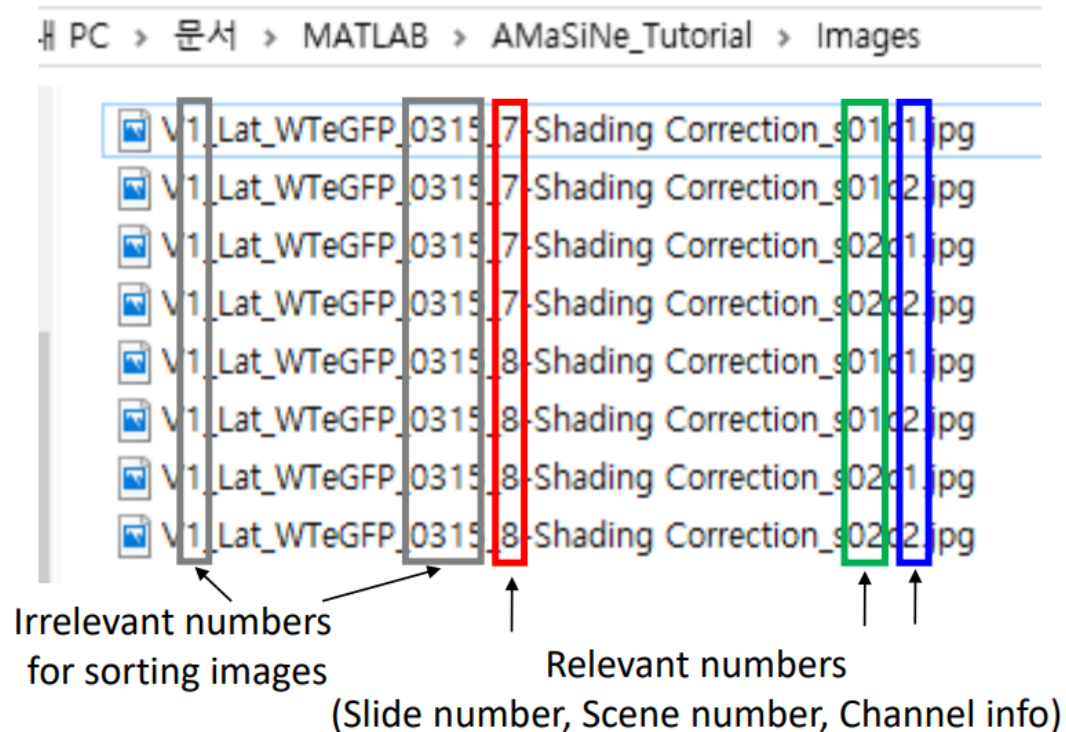 내 PC > 문서 > MATLAB > AMaSiNe_Tutorial > Images
V1_Lat_WTeGFP_0315_7-Shading Correction_s01c1.jpg
V1_Lat_WTeGFP_0315_7-Shading Correction_s01c2.jpg
V1_Lat_WTeGFP_0315_7-Shading Correction_s02c1.jpg
V1_Lat_WTeGFP_0315_7-Shading Correction_s02c2.jpg
V1_Lat_WTeGFP_0315_8-Shading Correction_s01c1.jpg
V1_Lat_WTeGFP_0315_8-Shading Correction_s01c2.jpg
V1_Lat_WTeGFP_0315_8-Shading Correction_s02c1.jpg
V1_Lat_WTeGFP_0315_8-Shading Correction_s02c2.jpg
Irrelevant numbers
for sorting images
Relevant numbers
(Slide number, Scene number, Channel info)